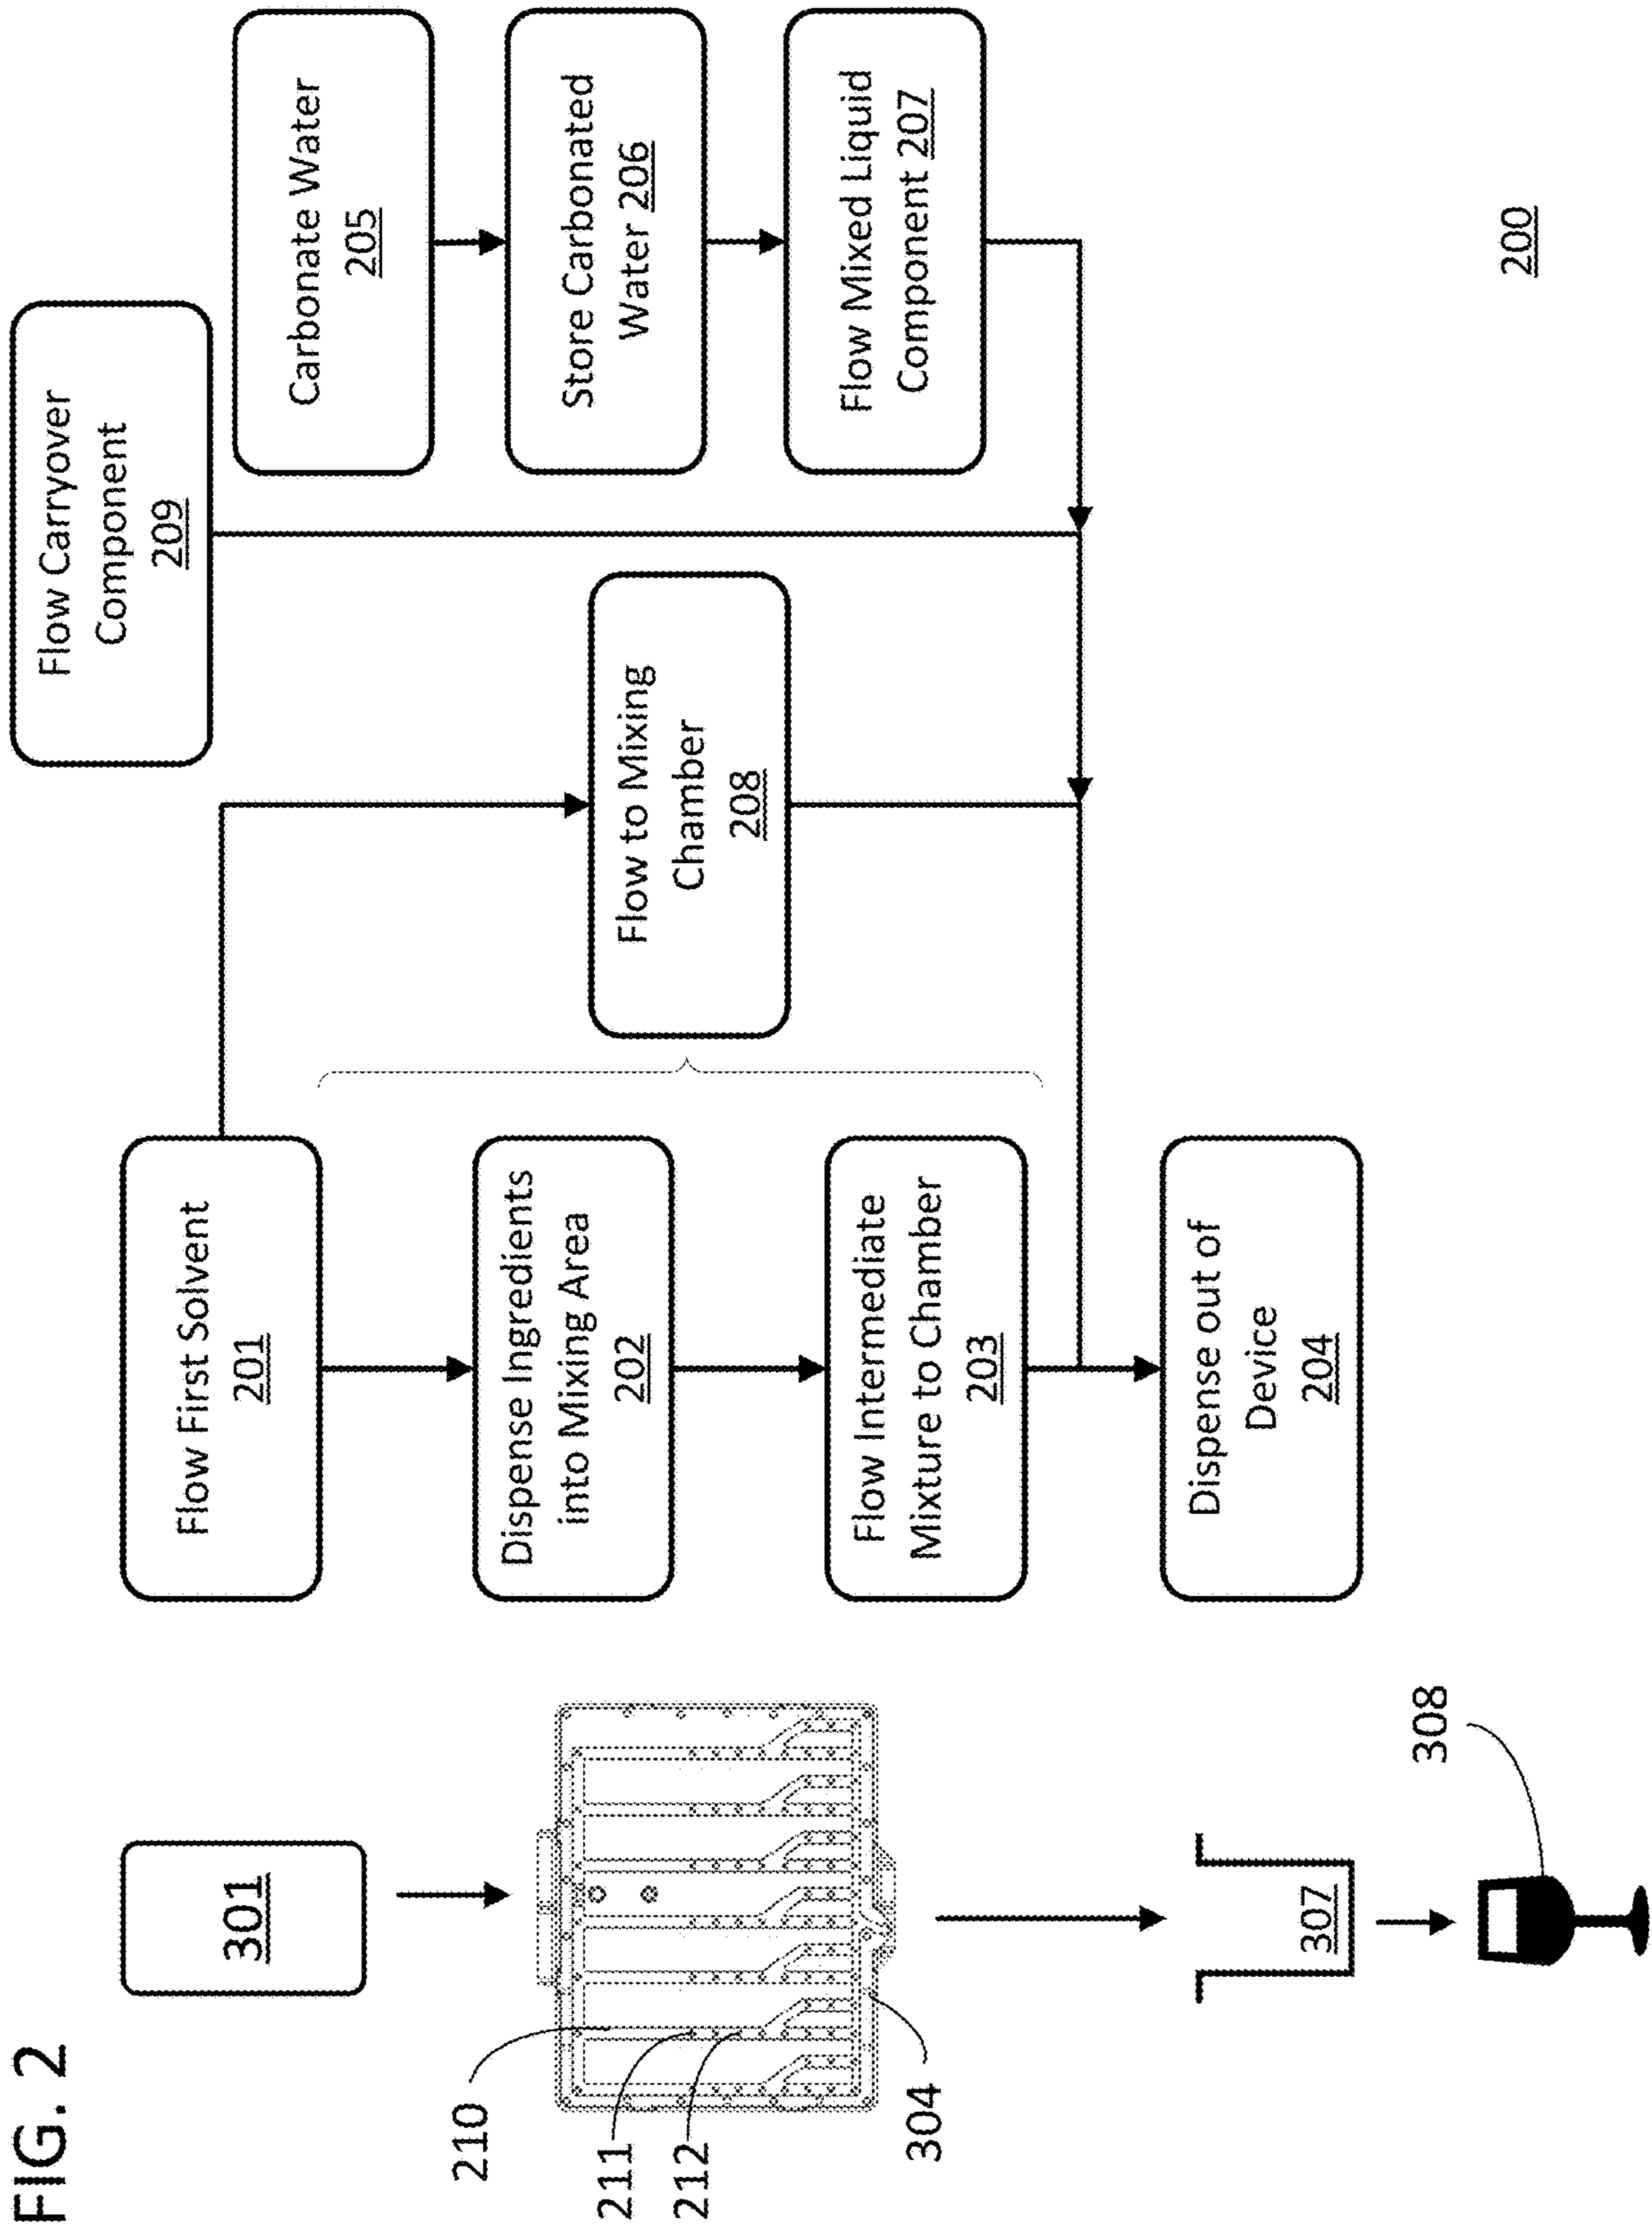 FIG. 2
301
210
211
212
304
307
308
Flow First Solvent
201
Dispense Ingredients
into Mixing Area
202
Flow Intermediate
Mixture to Chamber
203
Dispense out of
Device
204
Flow to Mixing
Chamber
208
Flow Carryover
Component
209
Carbonate Water
205
Store Carbonated
Water 206
Flow Mixed Liquid
Component 207
200